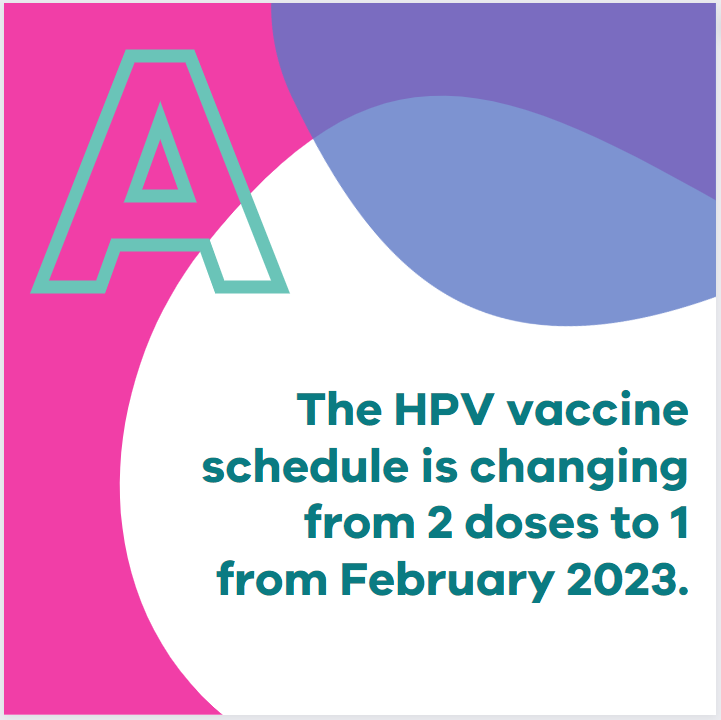 A
The HPV vaccine
schedule is changing
from 2 doses to 1
from February 2023.